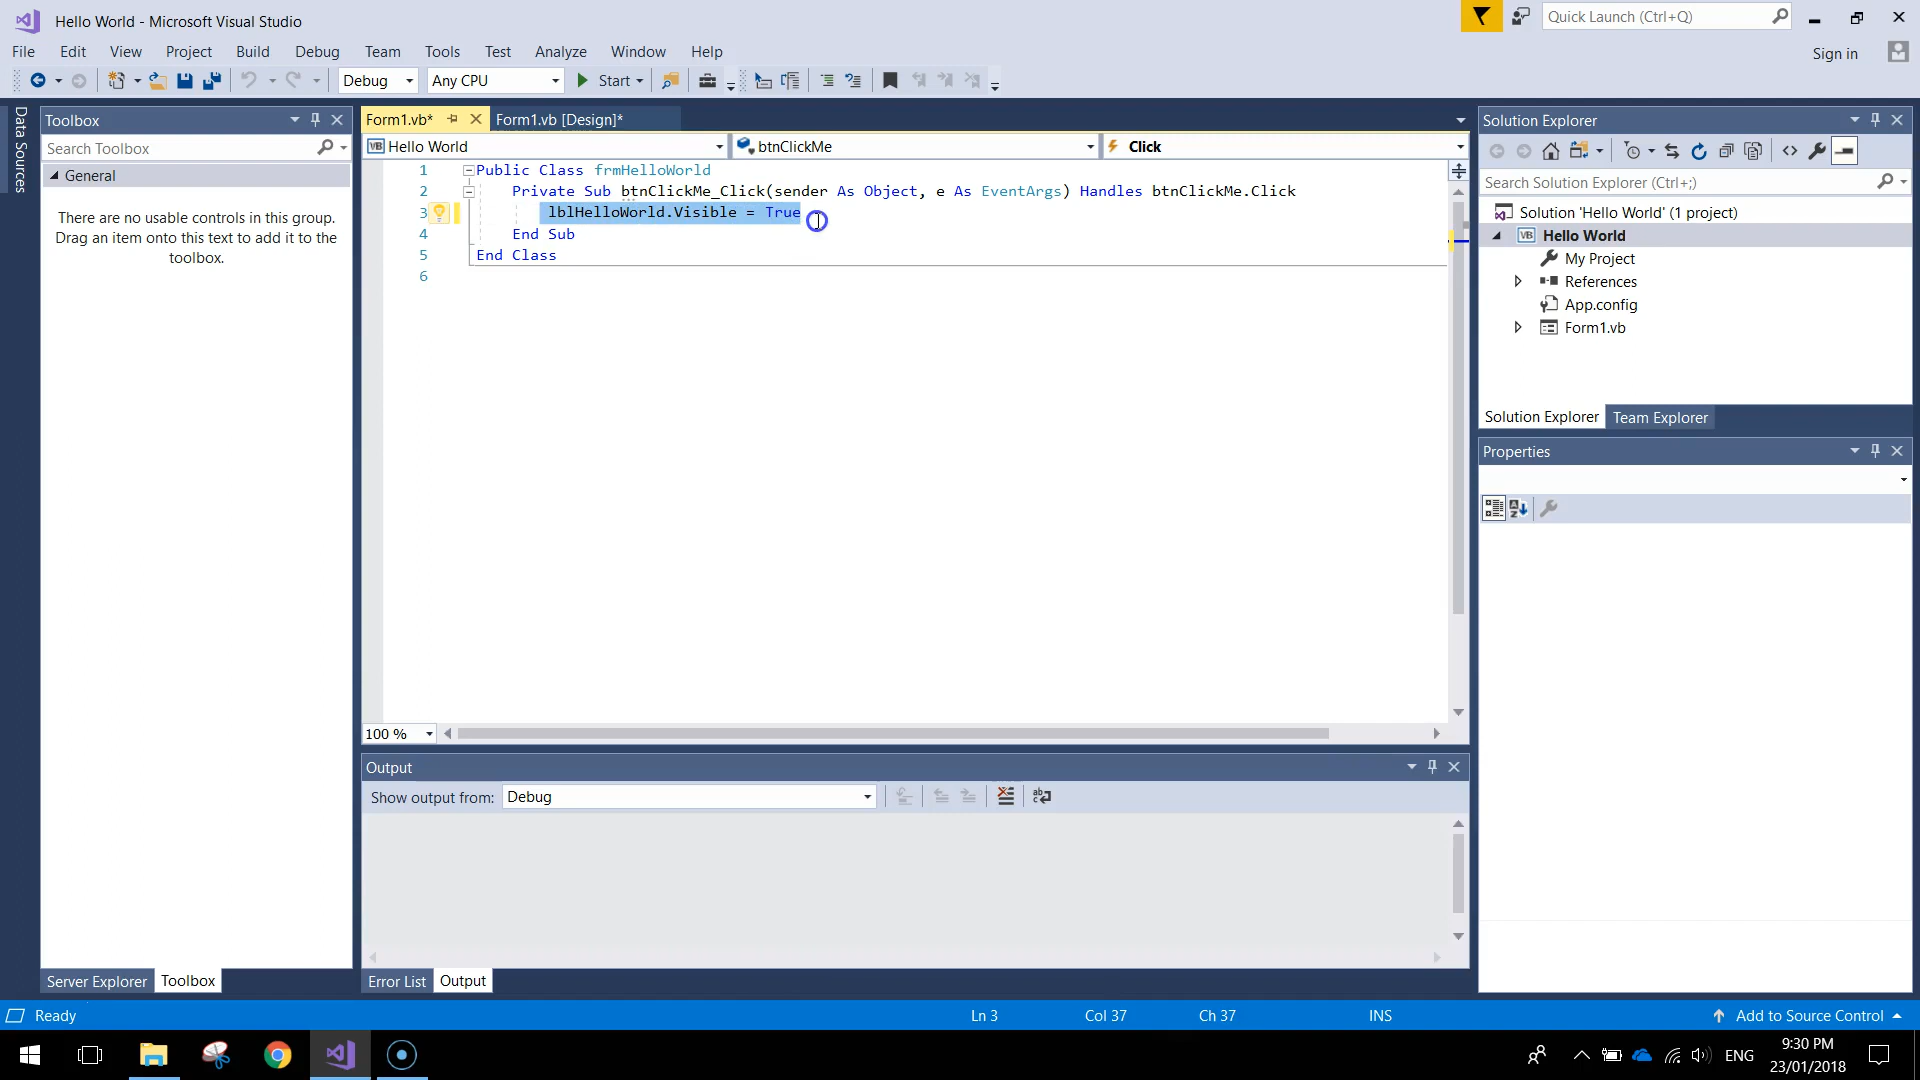 Hello World - Microsoft Visual Studio
Quick Launch (Ctrl+Q)
File Edit View Project Build Debug Team Tools Test Analyze Window Help
Sign in
Debug Any CPU Start
Data Sources
Toolbox
Search Toolbox
General
There are no usable controls in this group.
Drag an item onto this text to add it to the
toolbox.
Server Explorer Toolbox
Form1.vb* Form1.vb [Design]*
VB Hello World btnClickMe Click
1 Public Class frmHelloWorld
2 Private Sub btnClickMe_Click(sender As Object, e As EventArgs) Handles btnClickMe.Click
3 lblHelloWorld.Visible = True
4 End Sub
5 End Class
6
100 %
Output
Show output from: Debug
Error List Output
Solution Explorer
Search Solution Explorer (Ctrl+;)
Solution 'Hello World' (1 project)
VB Hello World
My Project
References
App.config
Form1.vb
Solution Explorer Team Explorer
Properties
Ready Ln 3 Col 37 Ch 37 INS Add to Source Control
ENG
9:30 PM
23/01/2018